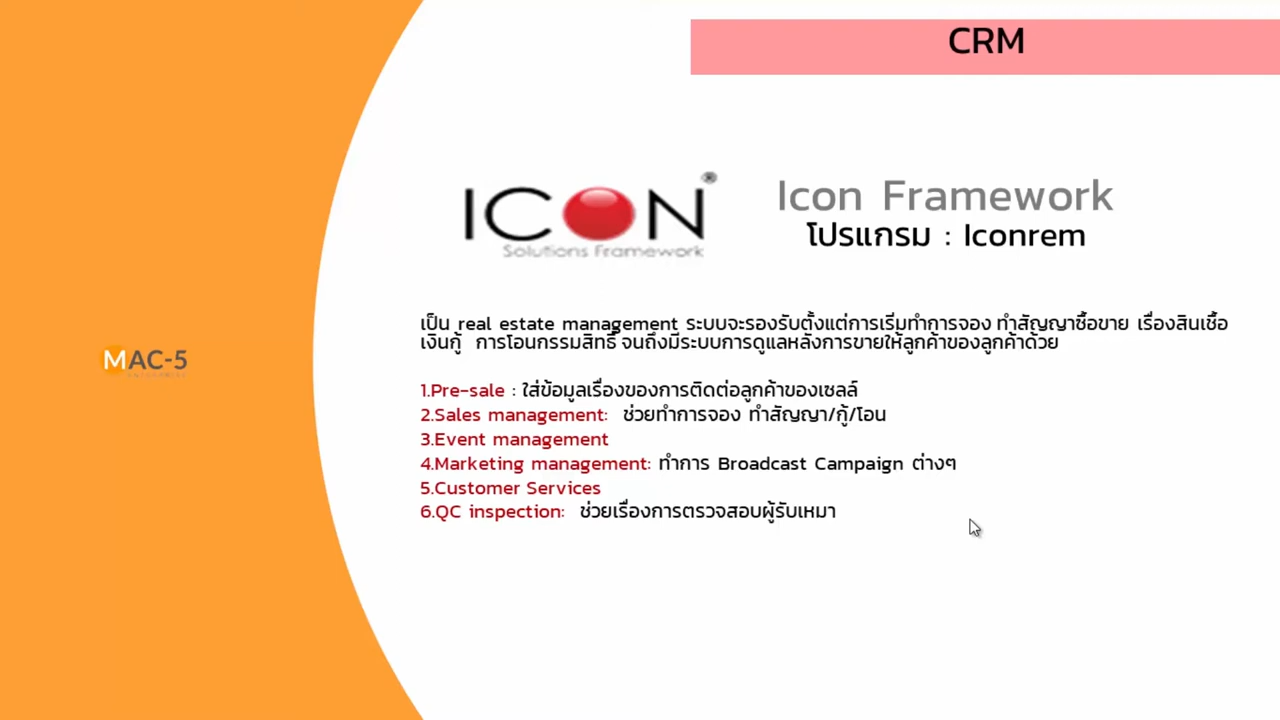 CRM
ICON
®
Solutions Framework
Icon Framework
โปรแกรม : Iconrem
เป็น real estate management ระบบจะรองรับตั้งแต่การเริ่มทำการจอง ทำสัญญาซื้อขาย เรื่องสินเชื้อ
เงินกู้ การโอนกรรมสิทธิ์ จนถึงมีระบบการดูแลหลังการขายให้ลูกค้าของลูกค้าด้วย
1.Pre-sale : ใส่ข้อมูลเรื่องของการติดต่อลูกค้าของเซลล์
2.Sales management: ช่วยทำการจอง ทำสัญญา/กู้/โอน
3.Event management
4.Marketing management: ทำการ Broadcast Campaign ต่างๆ
5.Customer Services
6.QC inspection: ช่วยเรื่องการตรวจสอบผู้รับเหมา
MAC-5